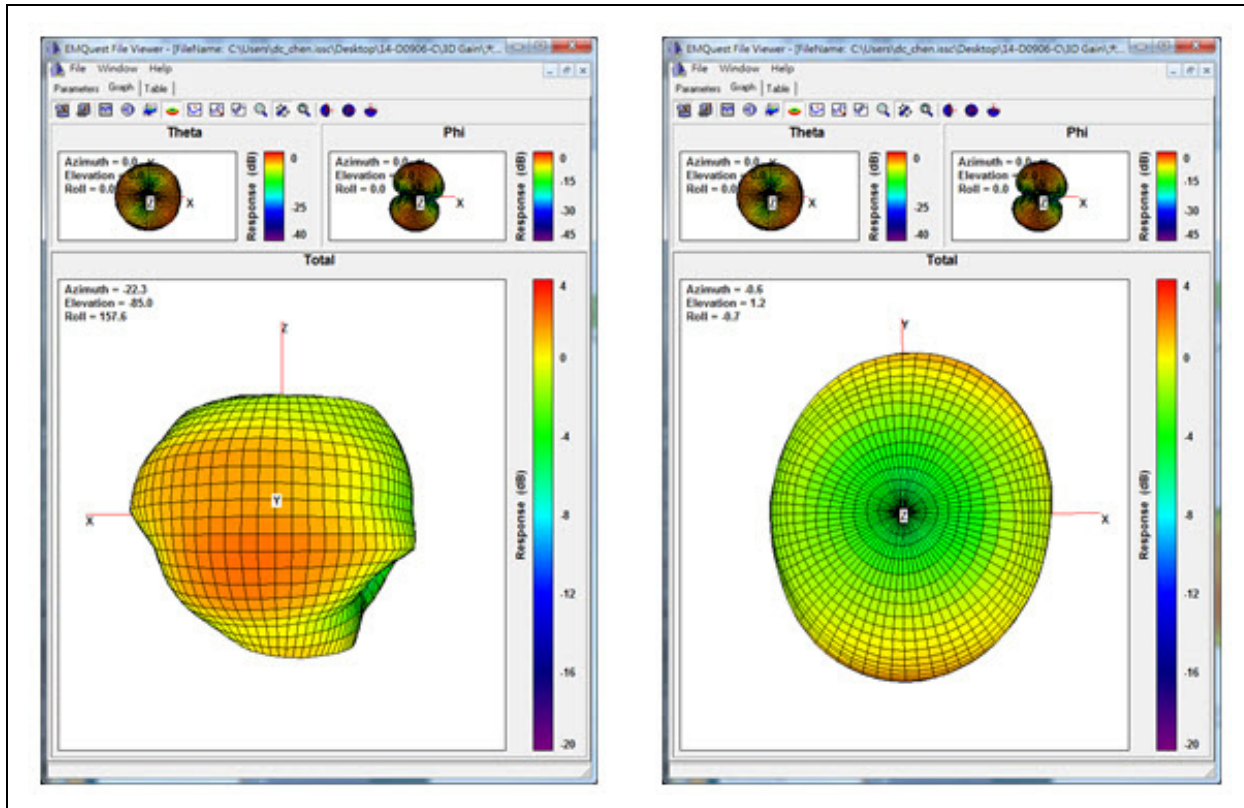 EMQuest File Viewer - [FileName: C:\Users\dc_chen.issc\Desktop\14-O0906-C\3D Gain\大...
File Window Help
Parameters Graph Table
Theta
Azimuth = 0.0
Elevation =
Roll = 0.0
Z
X
Response (dB)
0
-25
-40
Phi
Azimuth = 0.0
Elevation =
Roll = 0.0
Z
X
Response (dB)
0
-15
-30
-45
Total
Azimuth = -22.3
Elevation = -85.0
Roll = 157.6
Z
Y
X
Response (dB)
4
0
-4
-8
-12
-16
-20
EMQuest File Viewer - [FileName: C:\Users\dc_chen.issc\Desktop\14-O0906-C\3D Gain\大...
File Window Help
Parameters Graph Table
Theta
Azimuth = 0.0
Elevation =
Roll = 0.0
Z
X
Response (dB)
0
-25
-40
Phi
Azimuth = 0.0
Elevation =
Roll = 0.0
Z
X
Response (dB)
0
-15
-30
-45
Total
Azimuth = -0.6
Elevation = 1.2
Roll = -0.7
Y
Z
X
Response (dB)
4
0
-4
-8
-12
-16
-20